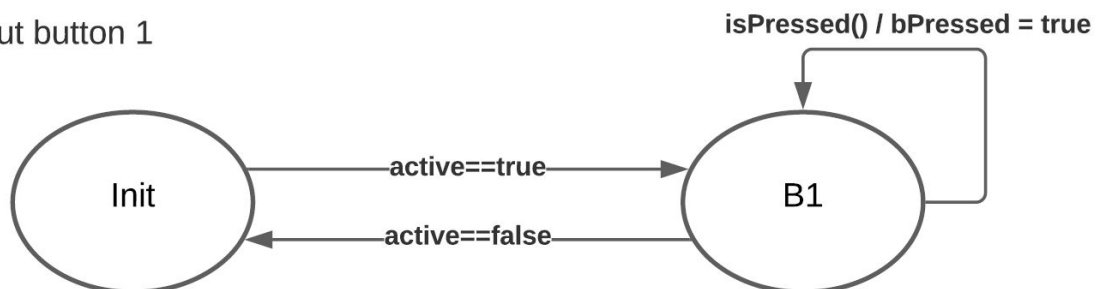 isPressed() / bPressed = true
ut button 1
active==true
Init
B1
active==false